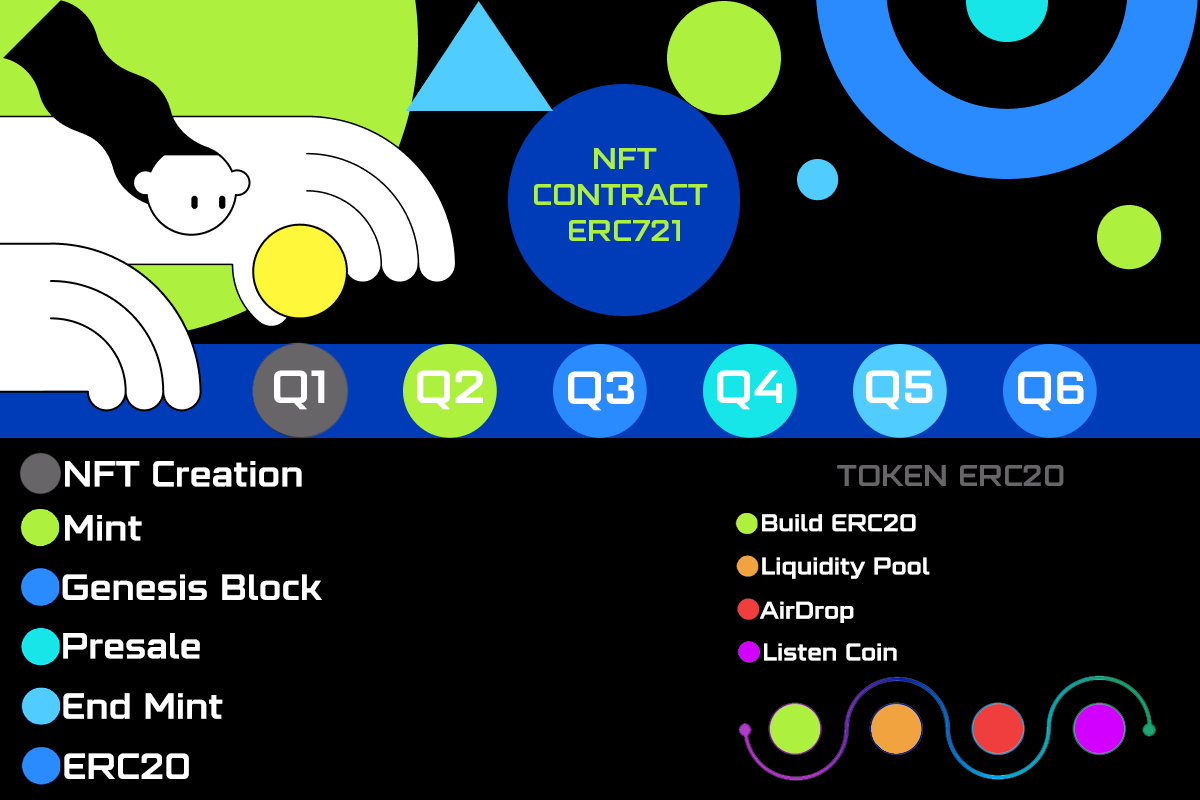 NFT
CONTRACT
ERC721
Q1
Q2
Q3
Q4
Q5
Q6
NFT Creation
Mint
Genesis Block
Presale
End Mint
ERC20
TOKEN ERC20
Build ERC20
Liquidity Pool
AirDrop
Listen Coin